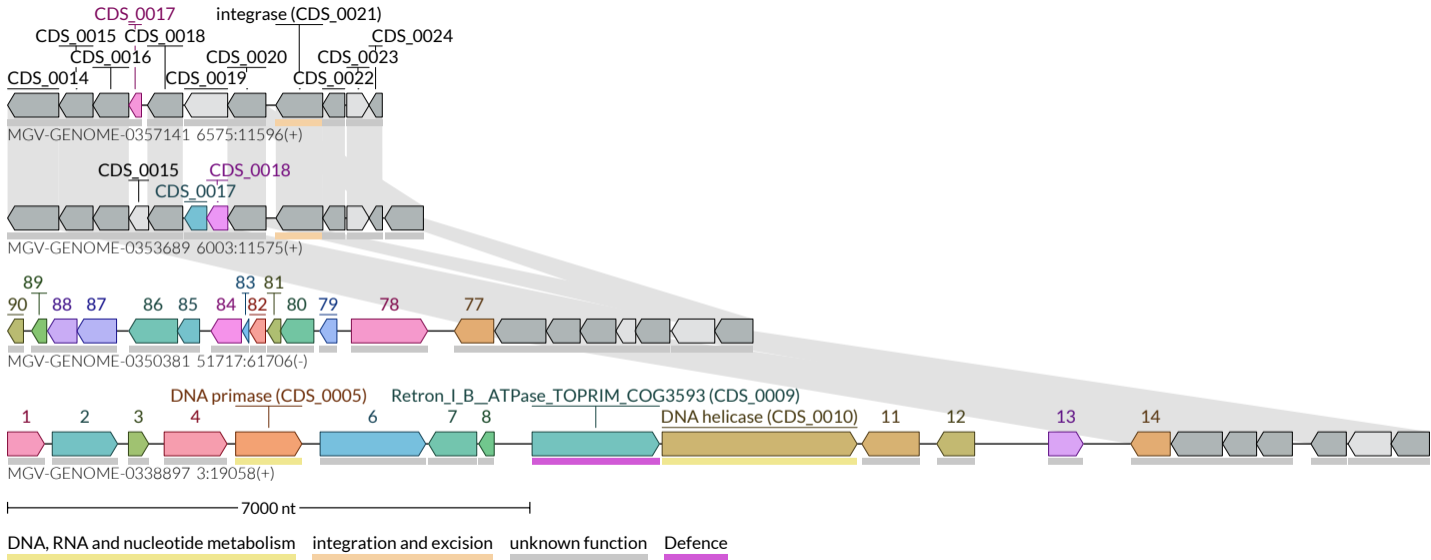 CDS_0017
integrase (CDS_0021)
CDS_0015 CDS_0018 CDS_0024
CDS_0016 CDS_0020 CDS_0023
CDS_0014 CDS_0019 CDS_0022
MGV-GENOME-0357141 6575:11596(+)
CDS_0015 CDS_0018
CDS_0017
MGV-GENOME-0353689 6003:11575(+)
89 83 81
90 88 87 86 85 84 82 80 79 78 77
MGV-GENOME-0350381 51717:61706(-)
DNA primase (CDS_0005) Retron_I_B__ATPase_TOPRIM_COG3593 (CDS_0009)
1 2 3 4 6 7 8 DNA helicase (CDS_0010) 11 12 13 14
MGV-GENOME-0338897 3:19058(+)
7000 nt
DNA, RNA and nucleotide metabolism integration and excision unknown function Defence